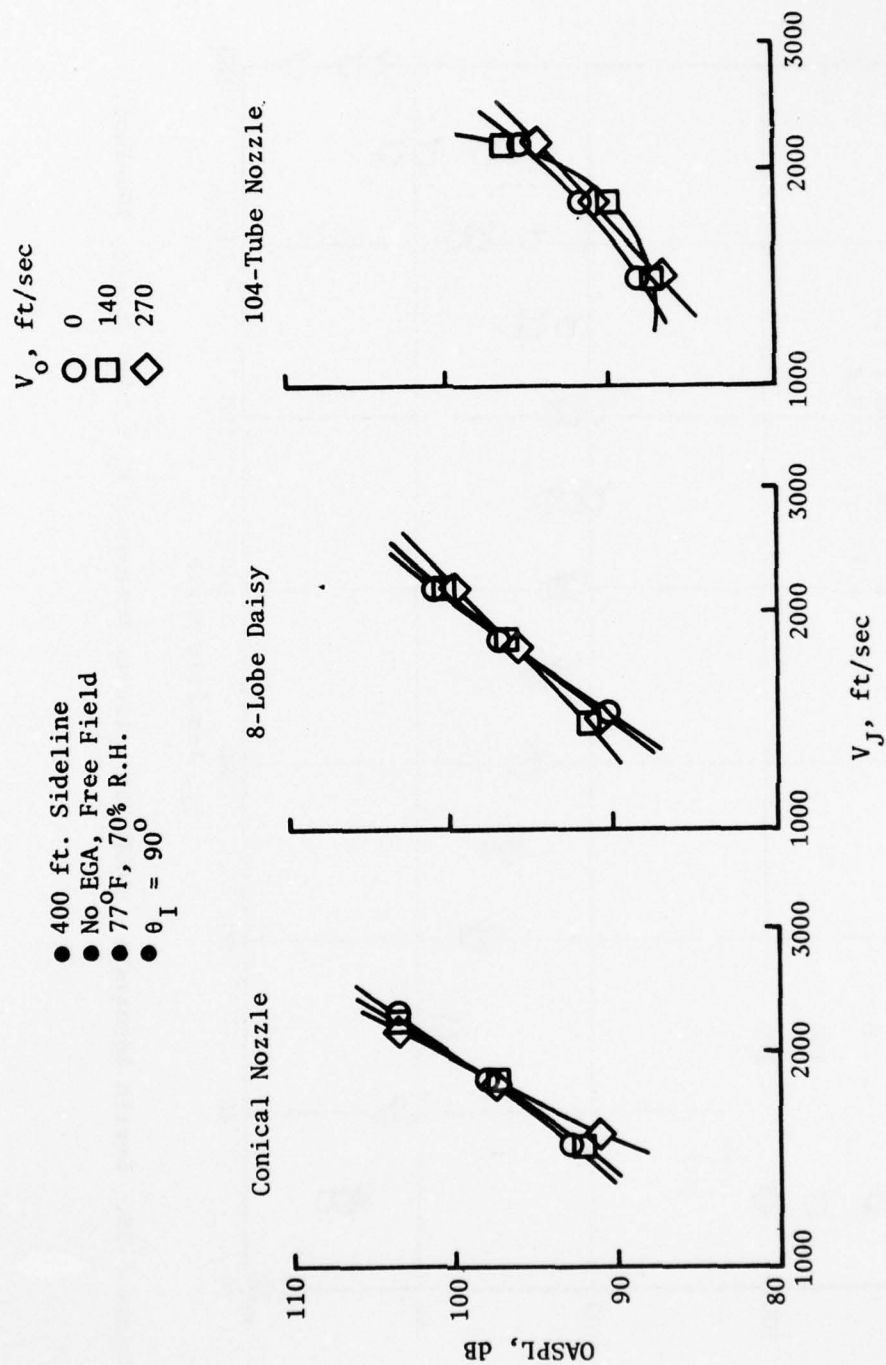 ● 400 ft. Sideline
● No EGA, Free Field
● 77°F, 70% R.H.
● θI = 90°
Vo, ft/sec
0
140
270
Conical Nozzle
8-Lobe Daisy
104-Tube Nozzle
OASPL, dB
110
100
90
80
1000
2000
3000
1000
2000
3000
1000
2000
3000
VJ, ft/sec